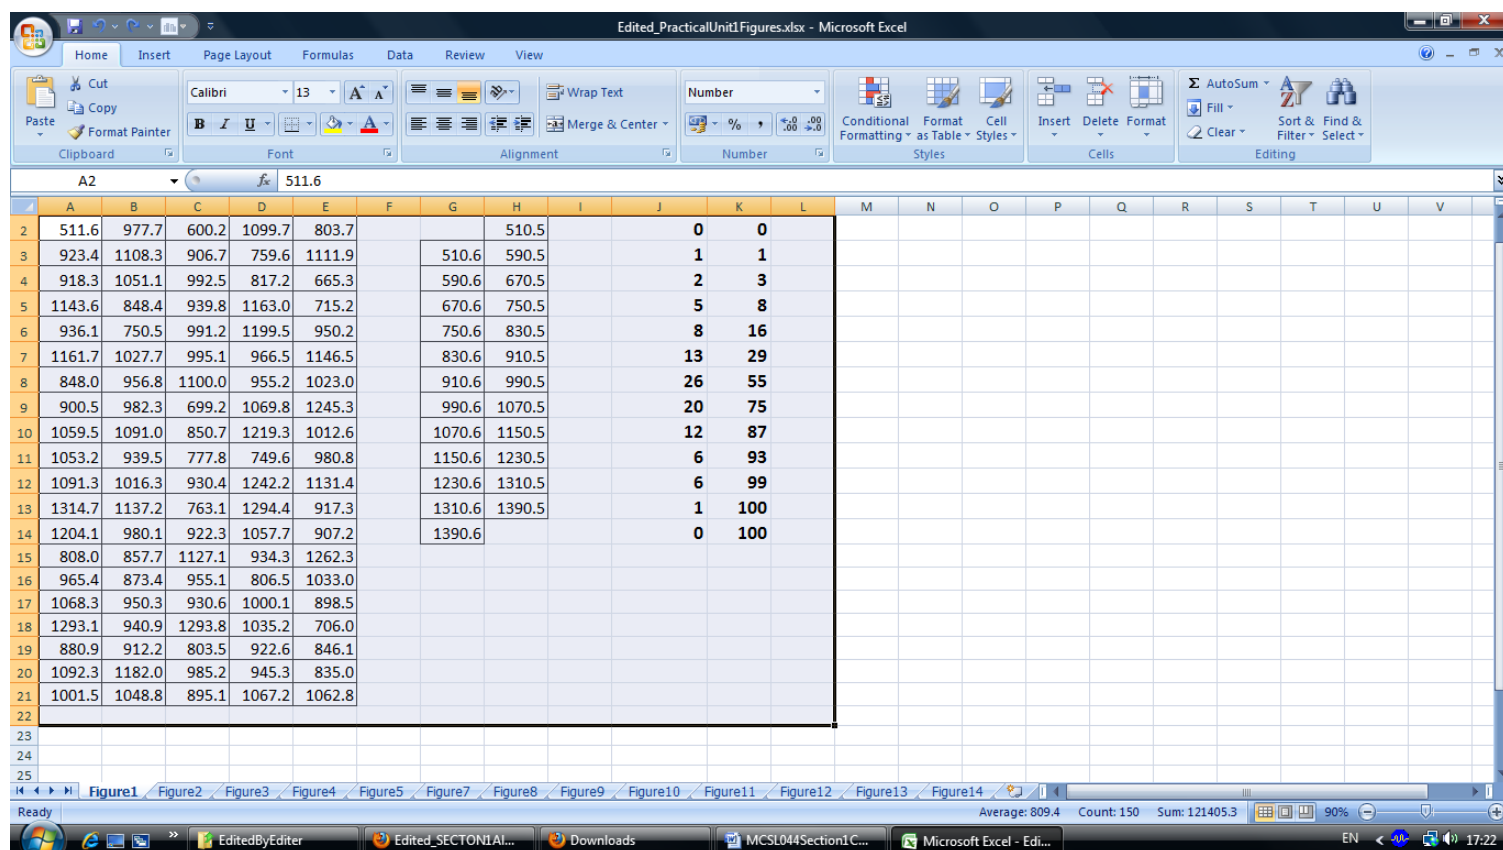 Edited_PracticalUnit1Figures.xlsx - Microsoft Excel
Home Insert Page Layout Formulas Data Review View
Cut
Copy
Format Painter
Paste
Clipboard
Calibri 13
B I U
Font
Wrap Text
Merge & Center
Alignment
Number
% ,
Number
Conditional Formatting Format as Table Cell Styles
Styles
Insert Delete Format
Cells
Σ AutoSum
Fill
Clear
Sort & Filter Find & Select
Editing
A2 fx 511.6
A B C D E F G H I J K L M N O P Q R S T U V
2 511.6 977.7 600.2 1099.7 803.7 510.5 0 0
3 923.4 1108.3 906.7 759.6 1111.9 510.6 590.5 1 1
4 918.3 1051.1 992.5 817.2 665.3 590.6 670.5 2 3
5 1143.6 848.4 939.8 1163.0 715.2 670.6 750.5 5 8
6 936.1 750.5 991.2 1199.5 950.2 750.6 830.5 8 16
7 1161.7 1027.7 995.1 966.5 1146.5 830.6 910.5 13 29
8 848.0 956.8 1100.0 955.2 1023.0 910.6 990.5 26 55
9 900.5 982.3 699.2 1069.8 1245.3 990.6 1070.5 20 75
10 1059.5 1091.0 850.7 1219.3 1012.6 1070.6 1150.5 12 87
11 1053.2 939.5 777.8 749.6 980.8 1150.6 1230.5 6 93
12 1091.3 1016.3 930.4 1242.2 1131.4 1230.6 1310.5 6 99
13 1314.7 1137.2 763.1 1294.4 917.3 1310.6 1390.5 1 100
14 1204.1 980.1 922.3 1057.7 907.2 1390.6 0 100
15 808.0 857.7 1127.1 934.3 1262.3
16 965.4 873.4 955.1 806.5 1033.0
17 1068.3 950.3 930.6 1000.1 898.5
18 1293.1 940.9 1293.8 1035.2 706.0
19 880.9 912.2 803.5 922.6 846.1
20 1092.3 1182.0 985.2 945.3 835.0
21 1001.5 1048.8 895.1 1067.2 1062.8
22
23
24
25
Figure1 Figure2 Figure3 Figure4 Figure5 Figure7 Figure8 Figure9 Figure10 Figure11 Figure12 Figure13 Figure14
Ready Average: 809.4 Count: 150 Sum: 121405.3 90%
EditedByEditer Edited_SECTON1Al... Downloads MCSL044Section1C... Microsoft Excel - Edi... EN 17:22